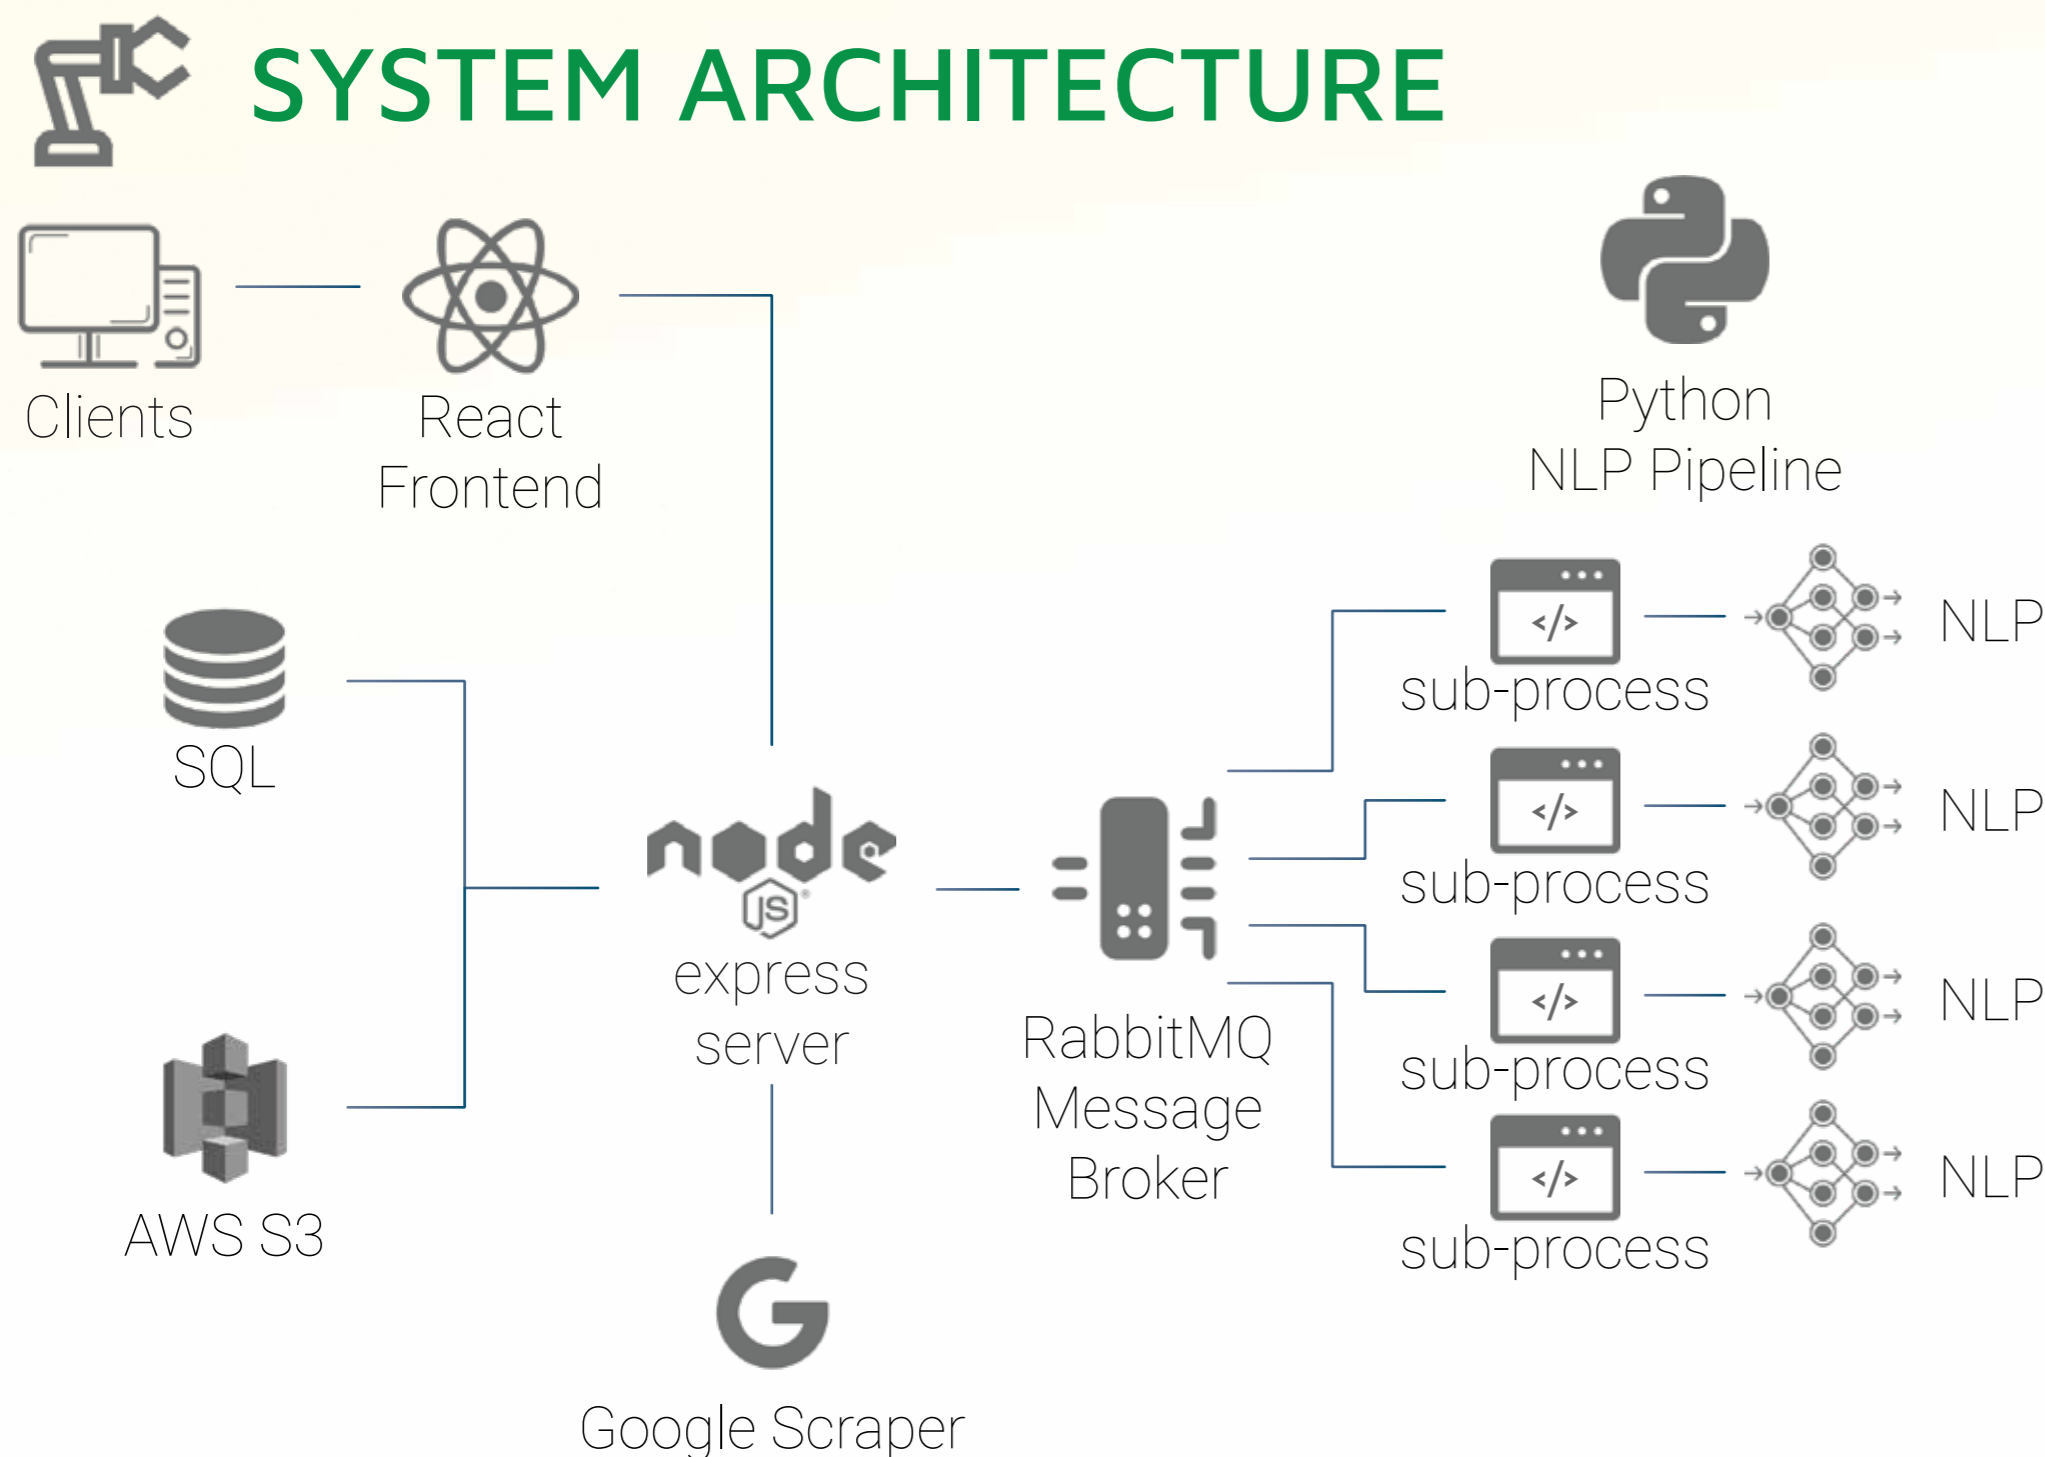 SYSTEM ARCHITECTURE
Clients
React
Frontend
Python
NLP Pipeline
SQL
AWS S3
node
JS
®
express
server
Google Scraper
RabbitMQ
Message
Broker
</>
sub-process
NLP
</>
sub-process
NLP
</>
sub-process
NLP
</>
sub-process
NLP